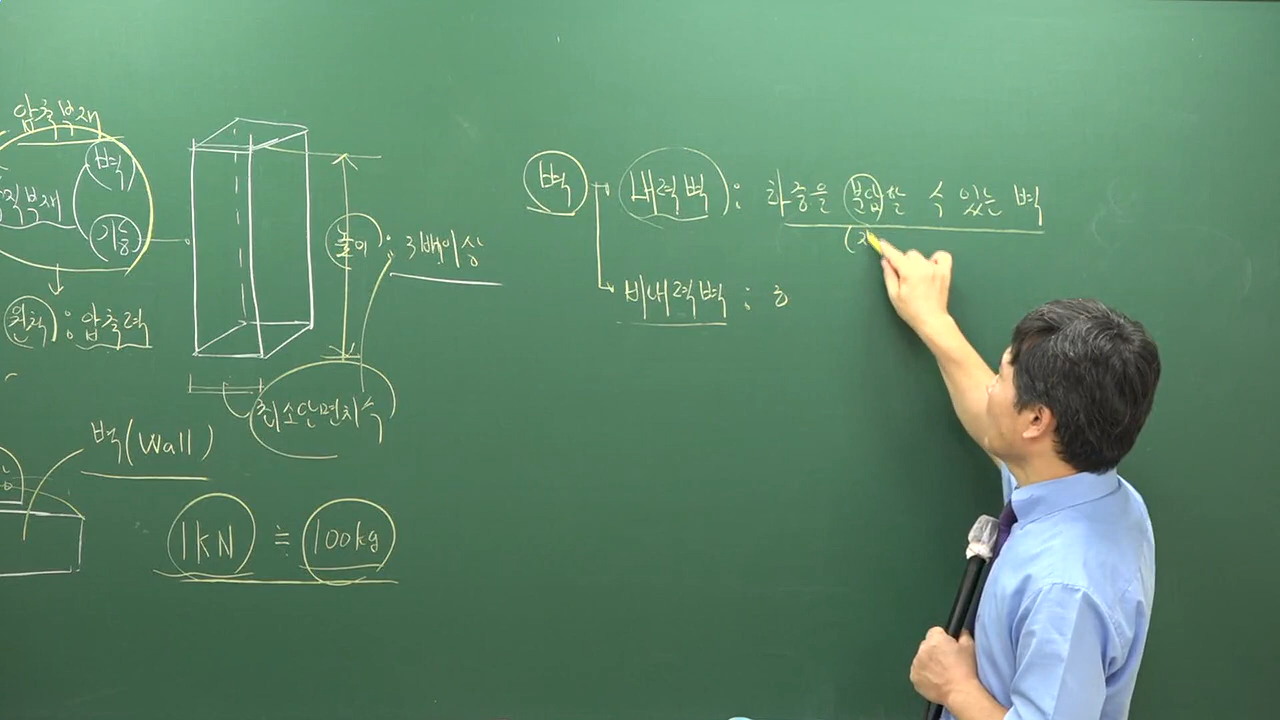 압축부재
벽
직부재
기둥
원칙 : 압축력
높이 : 3배이상
최소단면치수
벽(Wall)
1kN ≒ 100kg
벽
내력벽 : 하중을 부담할 수 있는 벽
비내력벽 :